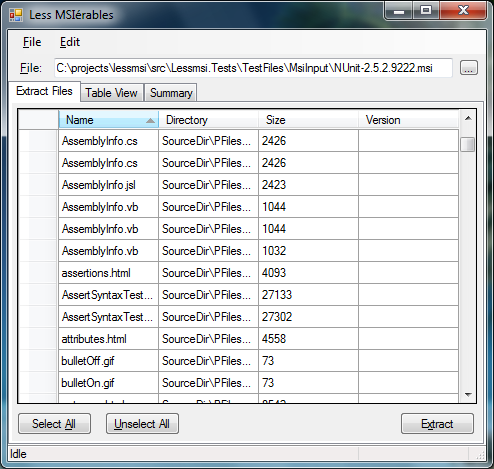 Less MSIérables
File Edit
File: C:\projects\lessmsi\src\Lessmsi.Tests\TestFiles\MsiInput\NUnit-2.5.2.9222.msi ...
Extract Files Table View Summary
Name Directory Size Version
AssemblyInfo.cs SourceDir\PFiles... 2426
AssemblyInfo.cs SourceDir\PFiles... 2426
AssemblyInfo.jsl SourceDir\PFiles... 2423
AssemblyInfo.vb SourceDir\PFiles... 1044
AssemblyInfo.vb SourceDir\PFiles... 1044
AssemblyInfo.vb SourceDir\PFiles... 1032
assertions.html SourceDir\PFiles... 4093
AssertSyntaxTest... SourceDir\PFiles... 27133
AssertSyntaxTest... SourceDir\PFiles... 27302
attributes.html SourceDir\PFiles... 4558
bulletOff.gif SourceDir\PFiles... 73
bulletOn.gif SourceDir\PFiles... 73
Select All Unselect All Extract
Idle